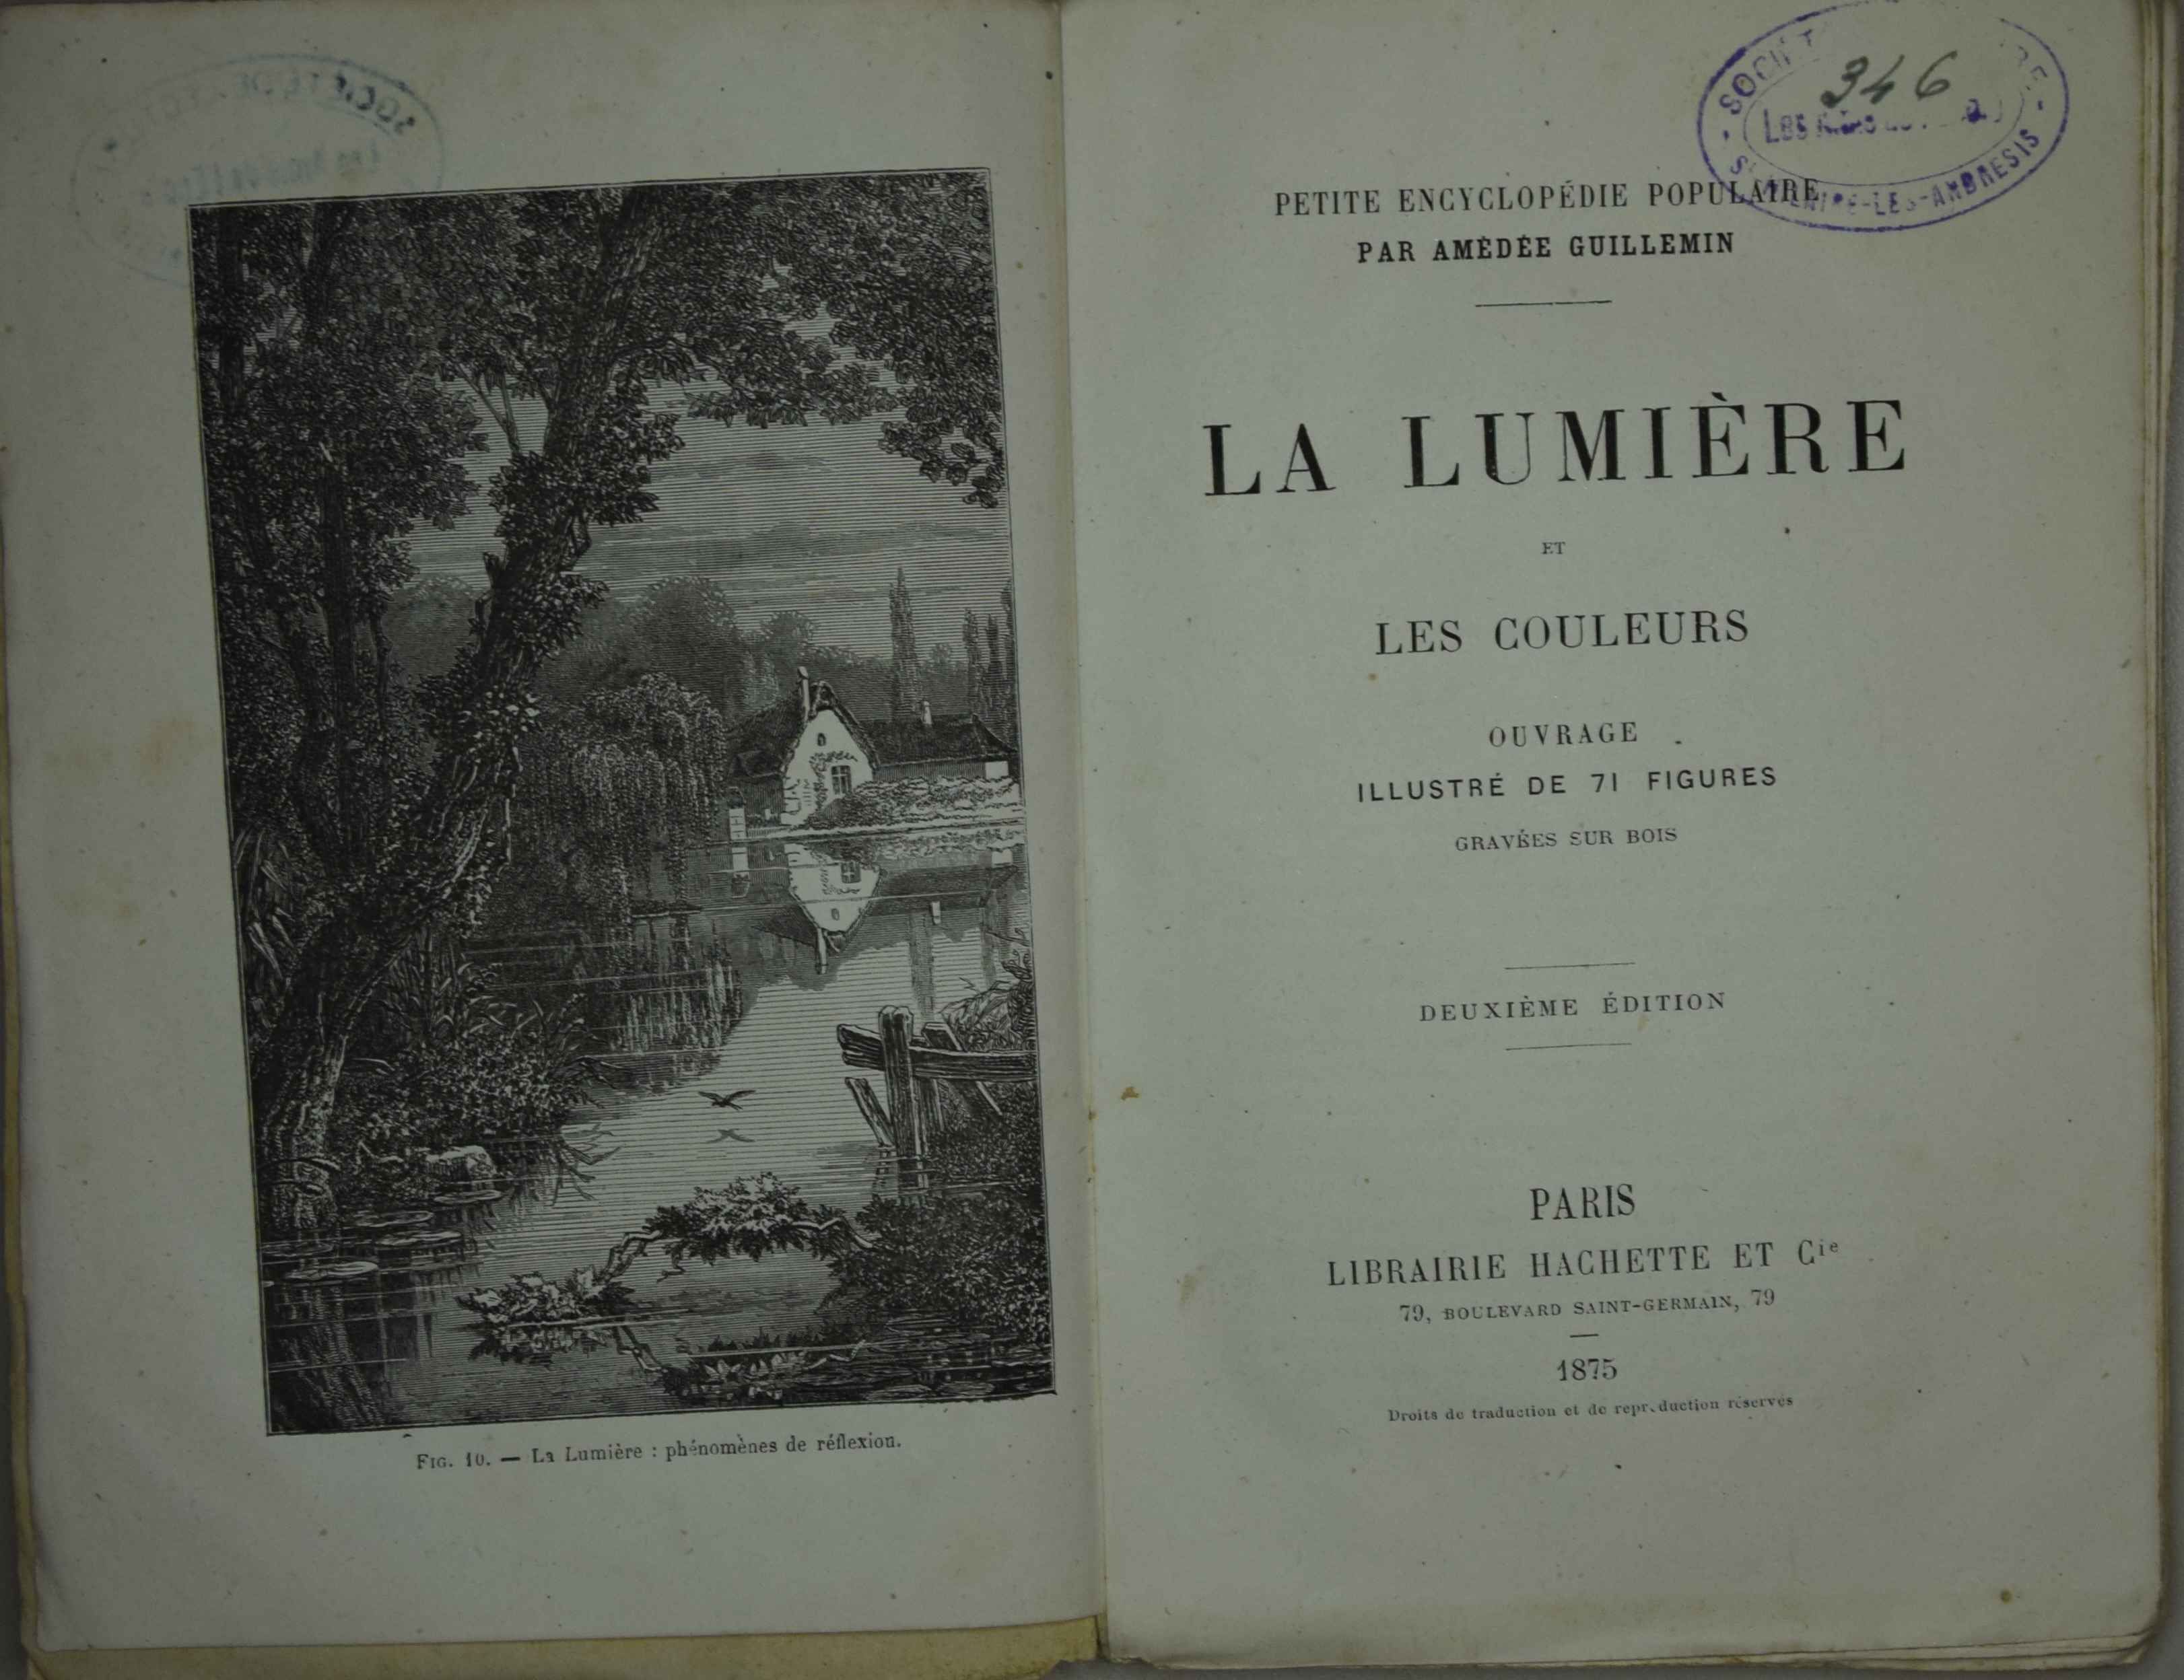 FIG. 10. — La Lumière : phénomènes de réflexion.
346
PETITE ENCYCLOPÉDIE POPULAIRE
PAR AMÉDÉE GUILLEMIN
LA LUMIÈRE
ET
LES COULEURS
OUVRAGE
ILLUSTRÉ DE 71 FIGURES
GRAVÉES SUR BOIS
DEUXIÈME ÉDITION
PARIS
LIBRAIRIE HACHETTE ET Cie
79, BOULEVARD SAINT-GERMAIN, 79
1875
Droits de traduction et de reproduction réservés